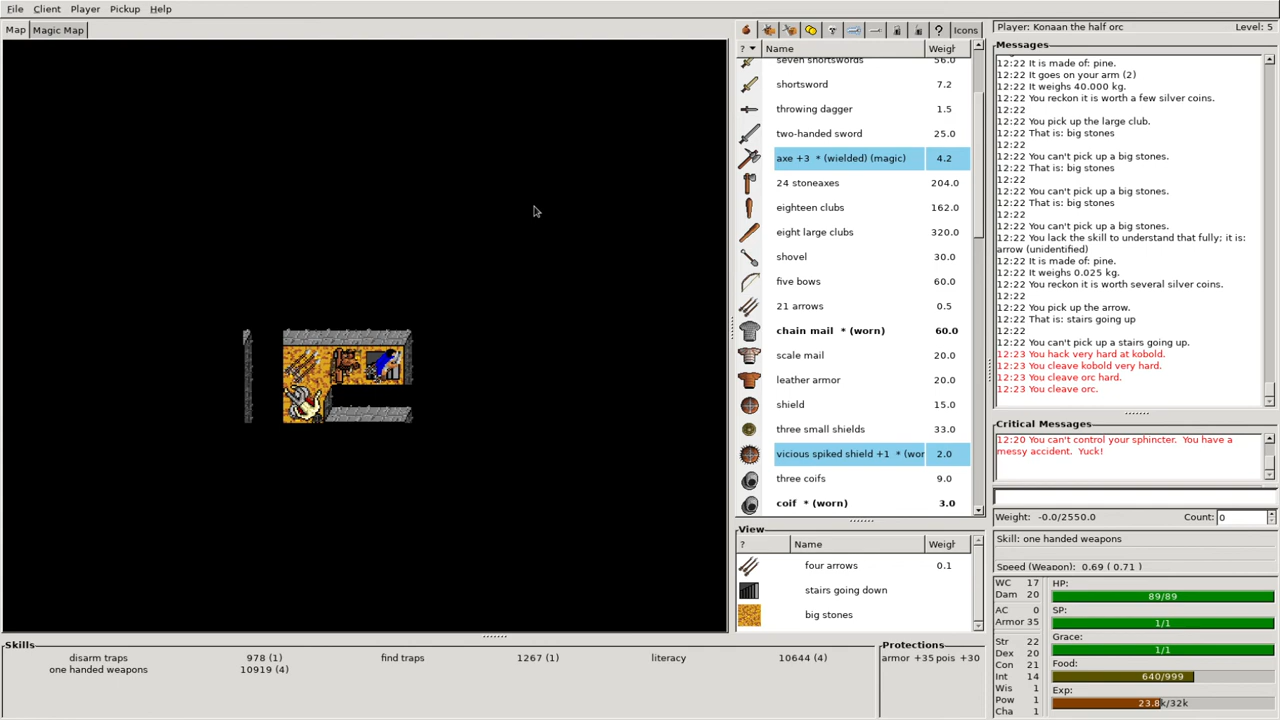 File Client Player Pickup Help
Map Magic Map
Icons
? Name Weigh
seven shortswords 56.0
shortsword 7.2
throwing dagger 1.5
two-handed sword 25.0
axe +3 * (wielded) (magic) 4.2
24 stoneaxes 204.0
eighteen clubs 162.0
eight large clubs 320.0
shovel 30.0
five bows 60.0
21 arrows 0.5
chain mail * (worn) 60.0
scale mail 20.0
leather armor 20.0
shield 15.0
three small shields 33.0
vicious spiked shield +1 * (wor 2.0
three coifs 9.0
coif * (worn) 3.0
View
? Name Weigh
four arrows 0.1
stairs going down
big stones
Player: Konaan the half orc Level: 5
Messages
12:22 It is made of: pine.
12:22 It goes on your arm (2)
12:22 It weighs 40.000 kg.
12:22 You reckon it is worth a few silver coins.
12:22
12:22 You pick up the large club.
12:22 That is: big stones
12:22
12:22 You can't pick up a big stones.
12:22 That is: big stones
12:22
12:22 You can't pick up a big stones.
12:22 That is: big stones
12:22
12:22 You can't pick up a big stones.
12:22 You lack the skill to understand that fully; it is:
arrow (unidentified)
12:22 It is made of: pine.
12:22 It weighs 0.025 kg.
12:22 You reckon it is worth several silver coins.
12:22
12:22 You pick up the arrow.
12:22 That is: stairs going up
12:22
12:22 You can't pick up a stairs going up.
12:23 You hack very hard at kobold.
12:23 You cleave kobold very hard.
12:23 You cleave orc hard.
12:23 You cleave orc.
Critical Messages
12:20 You can't control your sphincter. You have a
messy accident. Yuck!
Weight: -0.0/2550.0 Count: 0
Skill: one handed weapons
Speed (Weapon): 0.69 ( 0.71 )
WC 17
Dam 20
AC 0
Armor 35
Str 22
Dex 20
Con 21
Int 14
Wis 1
Pow 1
Cha 1
HP:
89/89
SP:
1/1
Grace:
1/1
Food:
640/999
Exp:
23.8k/32k
Skills
disarm traps 978 (1) find traps 1267 (1) literacy 10644 (4)
one handed weapons 10919 (4)
Protections
armor +35 pois +30